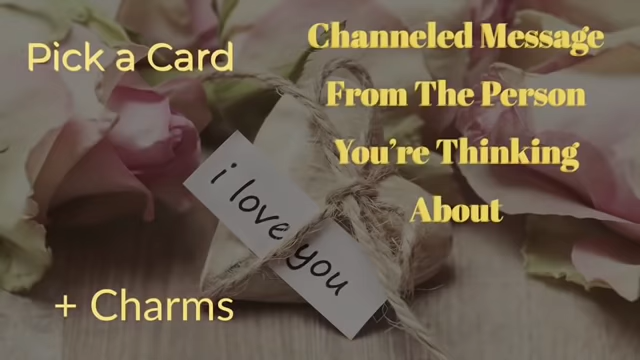 Pick a Card
Channeled Message
From The Person
You're Thinking
About
i love you
+ Charms